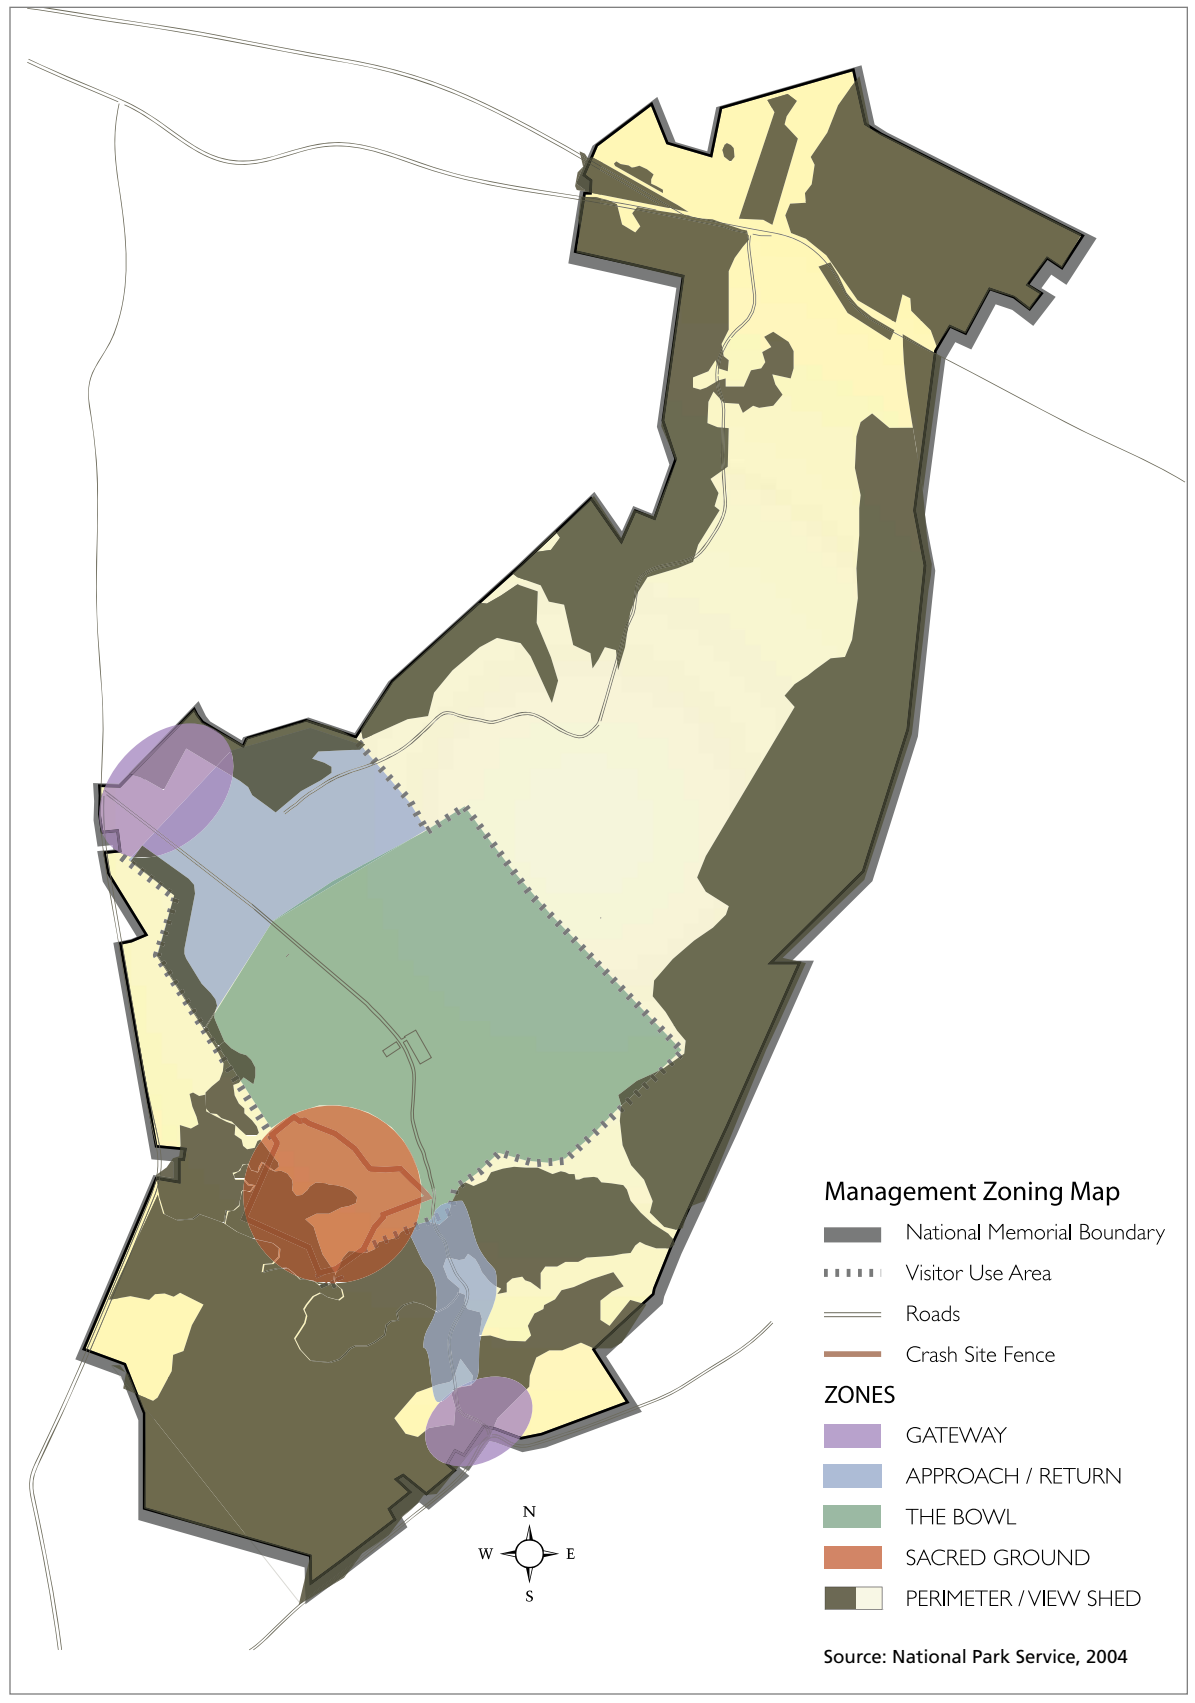 Management Zoning Map
National Memorial Boundary
Visitor Use Area
Roads
Crash Site Fence
ZONES
GATEWAY
APPROACH / RETURN
THE BOWL
SACRED GROUND
PERIMETER / VIEW SHED
N
W E
S
Source: National Park Service, 2004